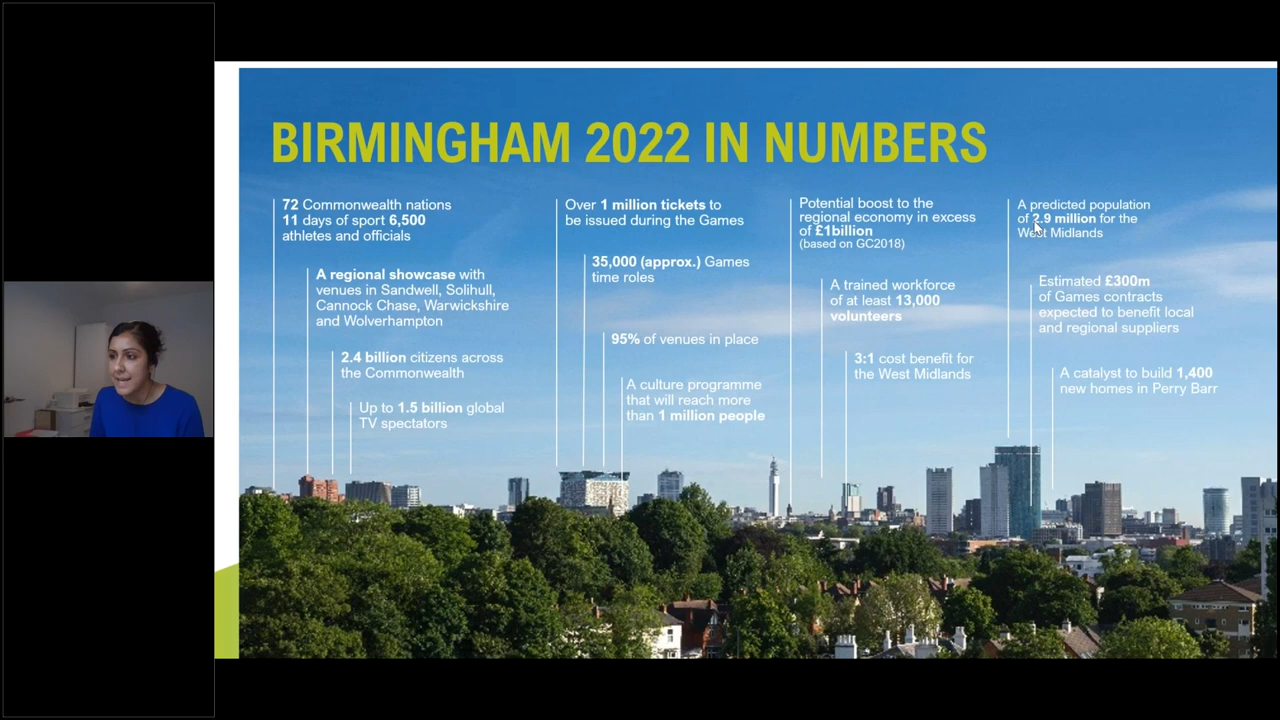 BIRMINGHAM 2022 IN NUMBERS
72 Commonwealth nations
11 days of sport 6,500
athletes and officials
A regional showcase with
venues in Sandwell, Solihull,
Cannock Chase, Warwickshire
and Wolverhampton
2.4 billion citizens across
the Commonwealth
Up to 1.5 billion global
TV spectators
Over 1 million tickets to
be issued during the Games
35,000 (approx.) Games
time roles
95% of venues in place
A culture programme
that will reach more
than 1 million people
Potential boost to the
regional economy in excess
of £1billion
(based on GC2018)
A trained workforce
of at least 13,000
volunteers
3:1 cost benefit for
the West Midlands
A predicted population
of 2.9 million for the
West Midlands
Estimated £300m
of Games contracts
expected to benefit local
and regional suppliers
A catalyst to build 1,400
new homes in Perry Barr